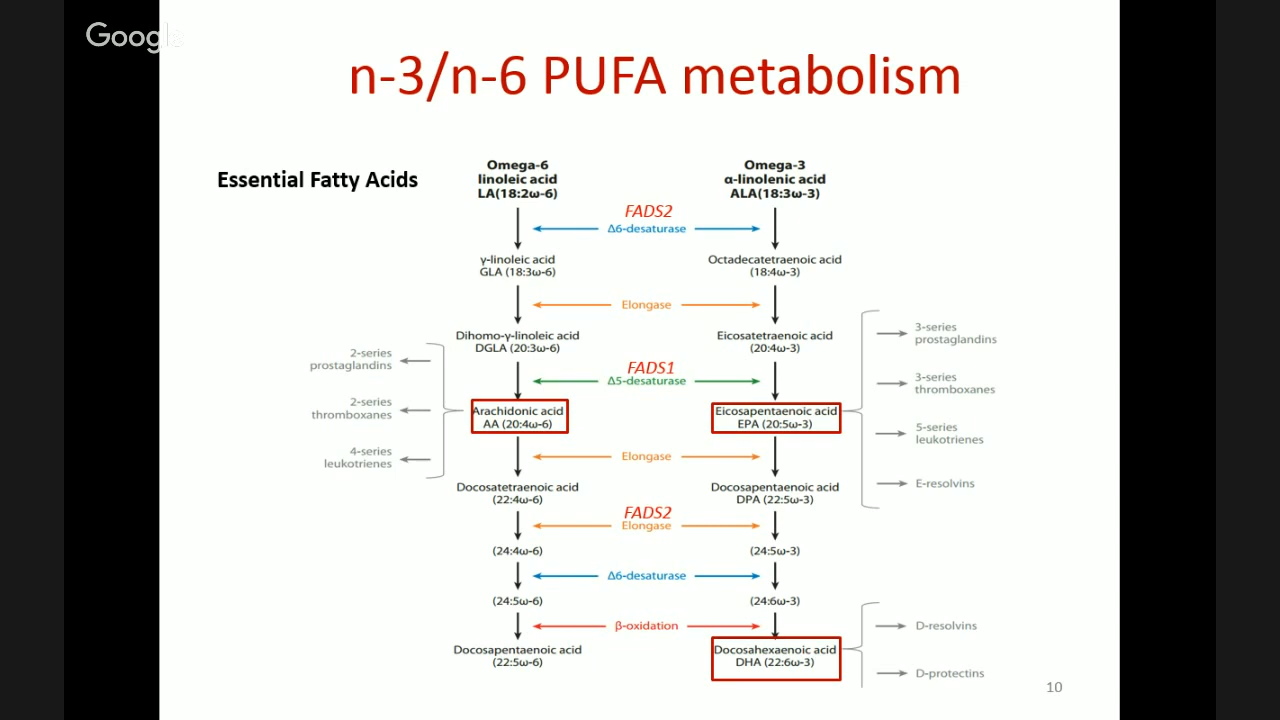 Google
n-3/n-6 PUFA metabolism
Essential Fatty Acids
Omega-6
linoleic acid
LA(18:2ω-6)
Omega-3
α-linolenic acid
ALA(18:3ω-3)
FADS2
Δ6-desaturase
γ-linoleic acid
GLA (18:3ω-6)
Octadecatetraenoic acid
(18:4ω-3)
Elongase
Dihomo-γ-linoleic acid
DGLA (20:3ω-6)
Eicosatetraenoic acid
(20:4ω-3)
FADS1
Δ5-desaturase
2-series
prostaglandins
2-series
thromboxanes
4-series
leukotrienes
Arachidonic acid
AA (20:4ω-6)
Eicosapentaenoic acid
EPA (20:5ω-3)
3-series
prostaglandins
3-series
thromboxanes
5-series
leukotrienes
E-resolvins
Elongase
Docosatetraenoic acid
(22:4ω-6)
Docosapentaenoic acid
DPA (22:5ω-3)
FADS2
Elongase
(24:4ω-6)
(24:5ω-3)
Δ6-desaturase
(24:5ω-6)
(24:6ω-3)
β-oxidation
Docosapentaenoic acid
(22:5ω-6)
Docosahexaenoic acid
DHA (22:6ω-3)
D-resolvins
D-protectins
10